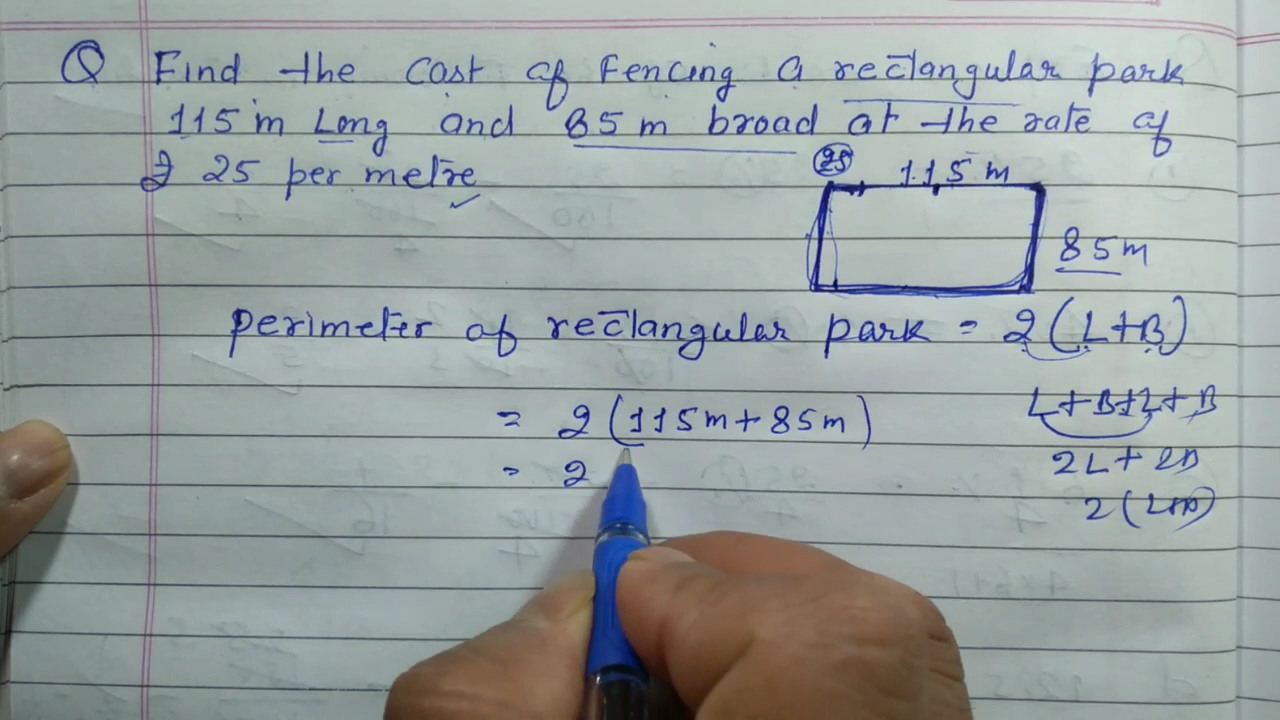 Q Find the cost of Fencing a rectangular park
115 m Long and 85 m broad at the rate of
₹ 25 per metre
25
115 m
85 m
perimeter of rectangular park = 2 (L+B)
= 2 (115m + 85m)
= 2
L+B+L+B
2L + 2B
2 (L+B)